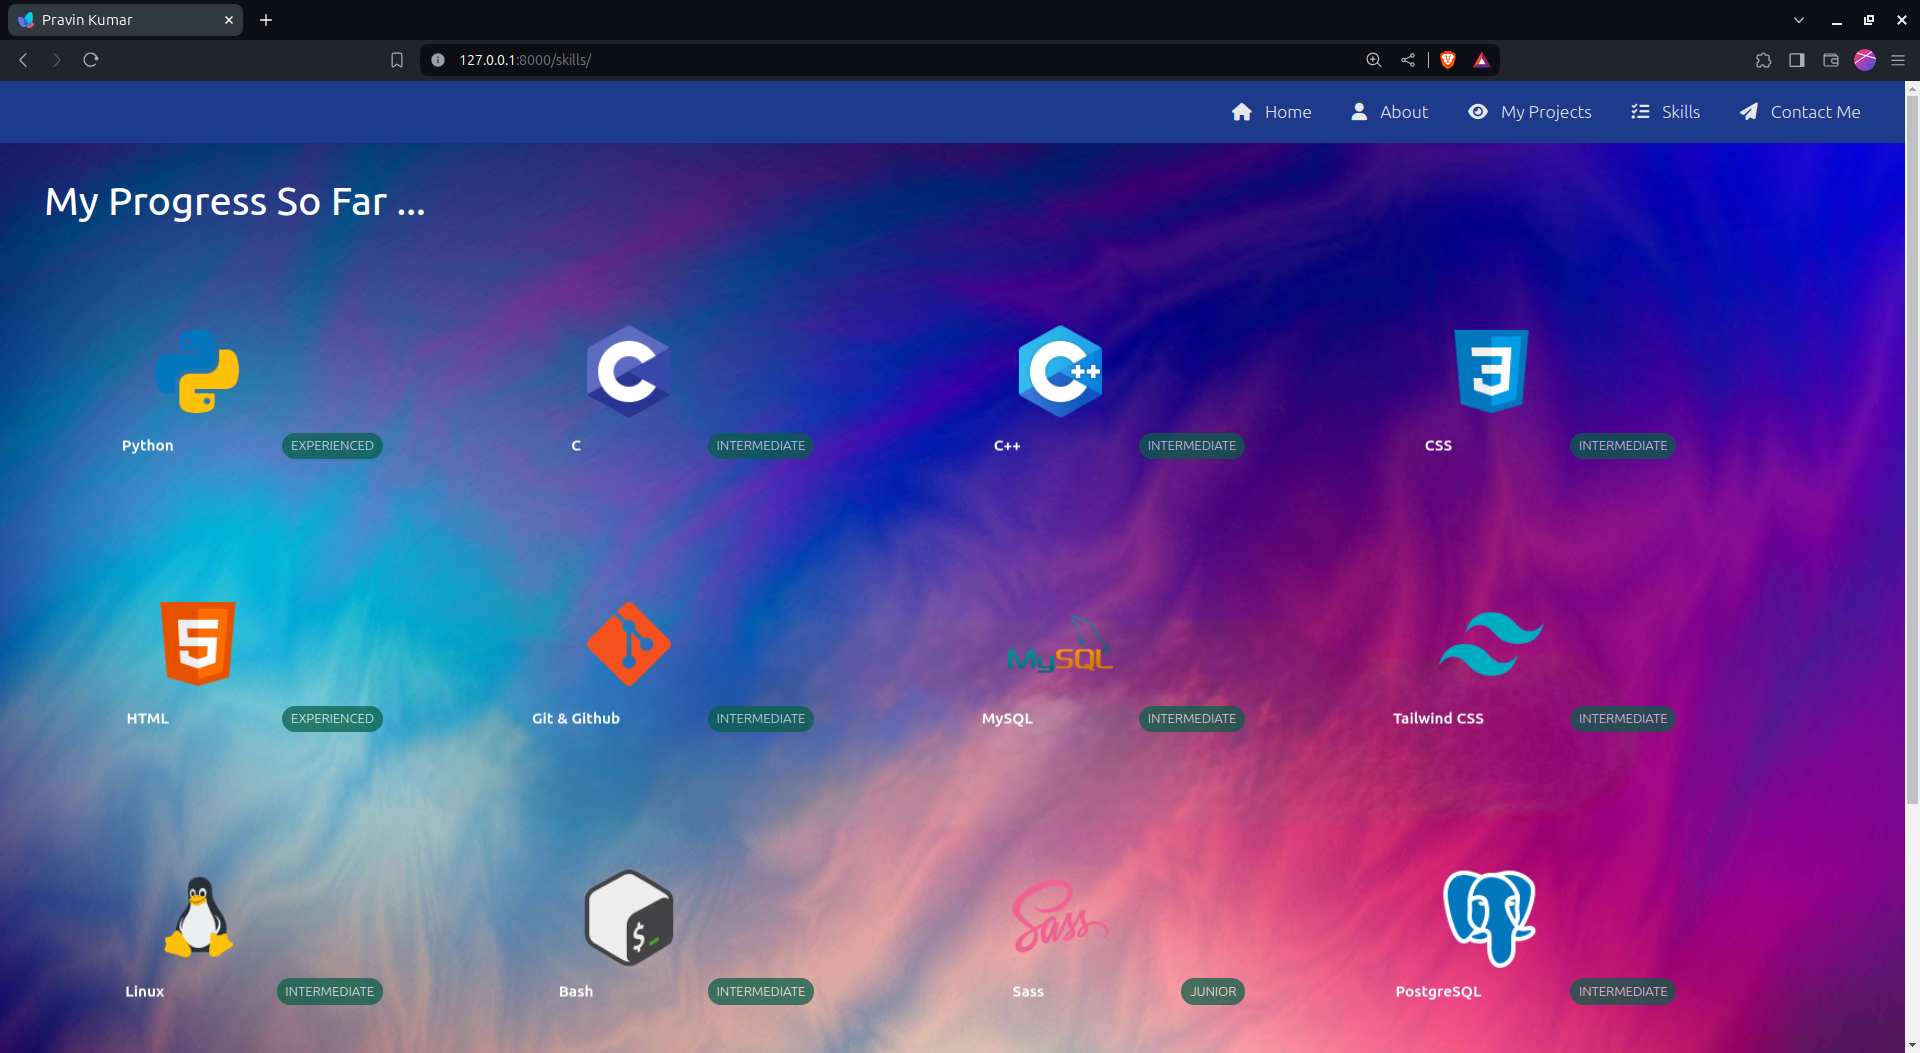 Pravin Kumar
127.0.0.1:8000/skills/
Home About My Projects Skills Contact Me
My Progress So Far ...
Python EXPERIENCED C INTERMEDIATE C++ INTERMEDIATE CSS INTERMEDIATE
MySQL
HTML EXPERIENCED Git & Github INTERMEDIATE MySQL INTERMEDIATE Tailwind CSS INTERMEDIATE
$_
Sass
Linux INTERMEDIATE Bash INTERMEDIATE Sass JUNIOR PostgreSQL INTERMEDIATE